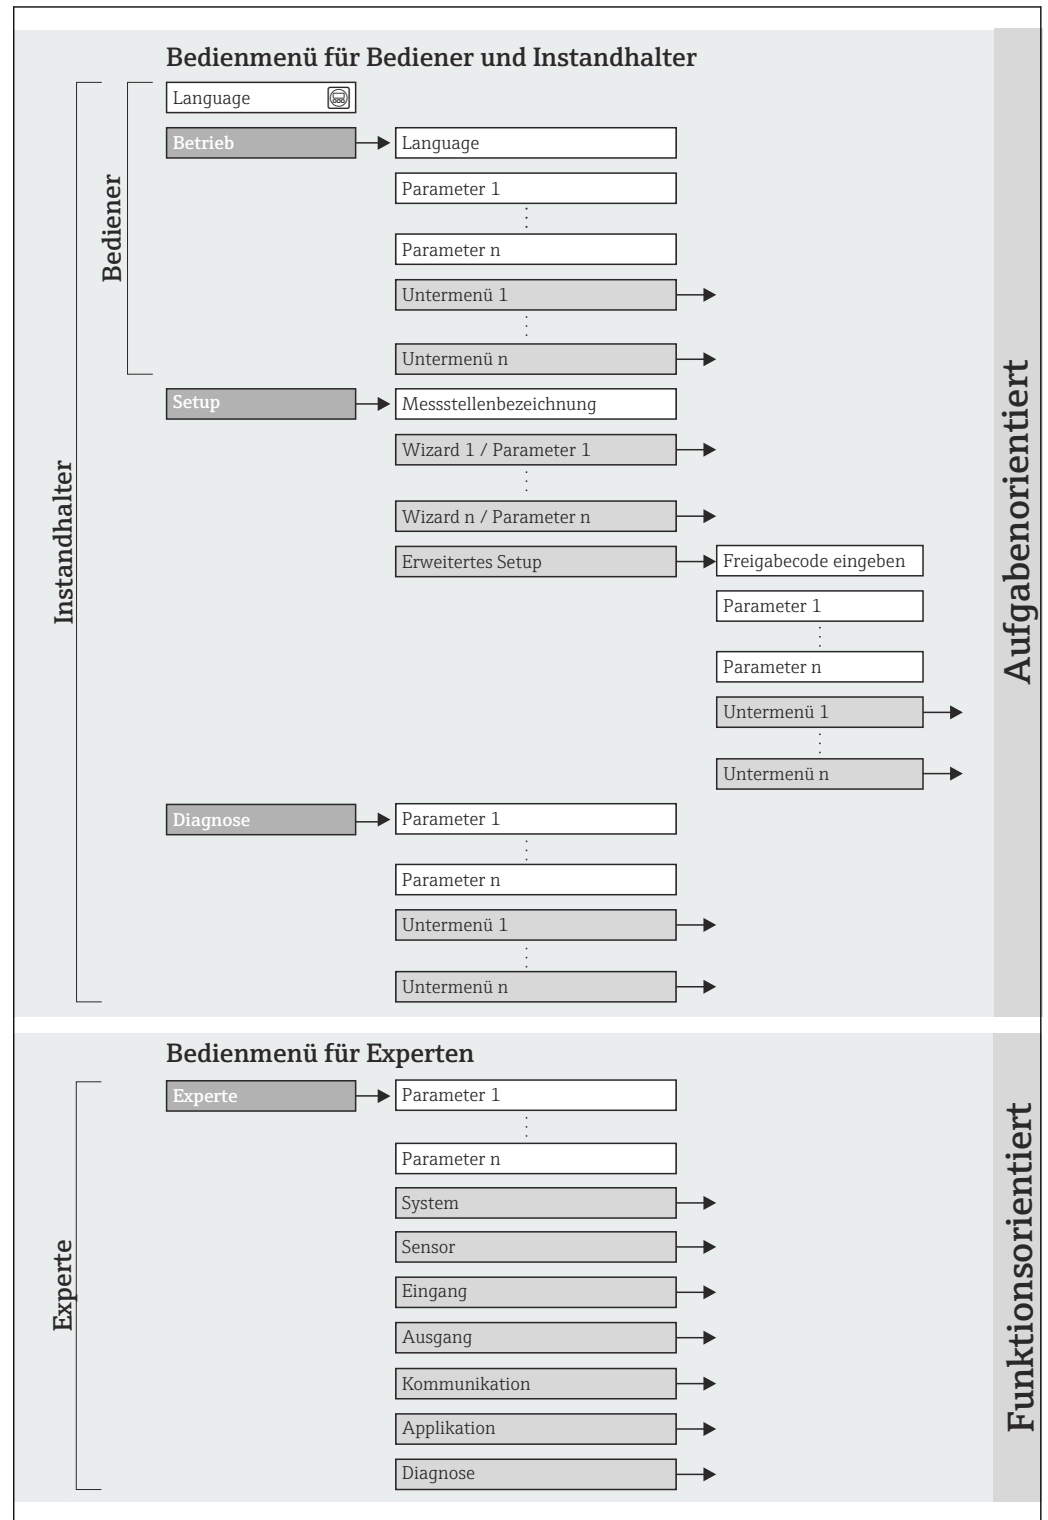 Bedienmenü für Bediener und Instandhalter
Language
Betrieb
Language
Parameter 1
Parameter n
Untermenü 1
Untermenü n
Bediener
Setup
Messstellenbezeichnung
Wizard 1 / Parameter 1
Wizard n / Parameter n
Erweitertes Setup
Freigabecode eingeben
Parameter 1
Parameter n
Untermenü 1
Untermenü n
Instandhalter
Aufgabenorientiert
Diagnose
Parameter 1
Parameter n
Untermenü 1
Untermenü n
Bedienmenü für Experten
Experte
Parameter 1
Parameter n
System
Sensor
Eingang
Ausgang
Kommunikation
Applikation
Diagnose
Experte
Funktionsorientiert